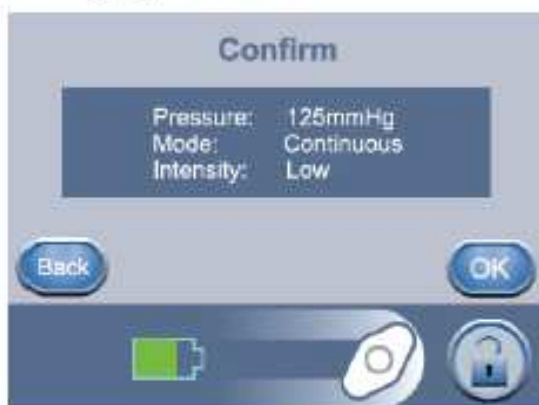 Confirm
Pressure: 125mmHg
Mode: Continuous
Intensity: Low
Back
OK